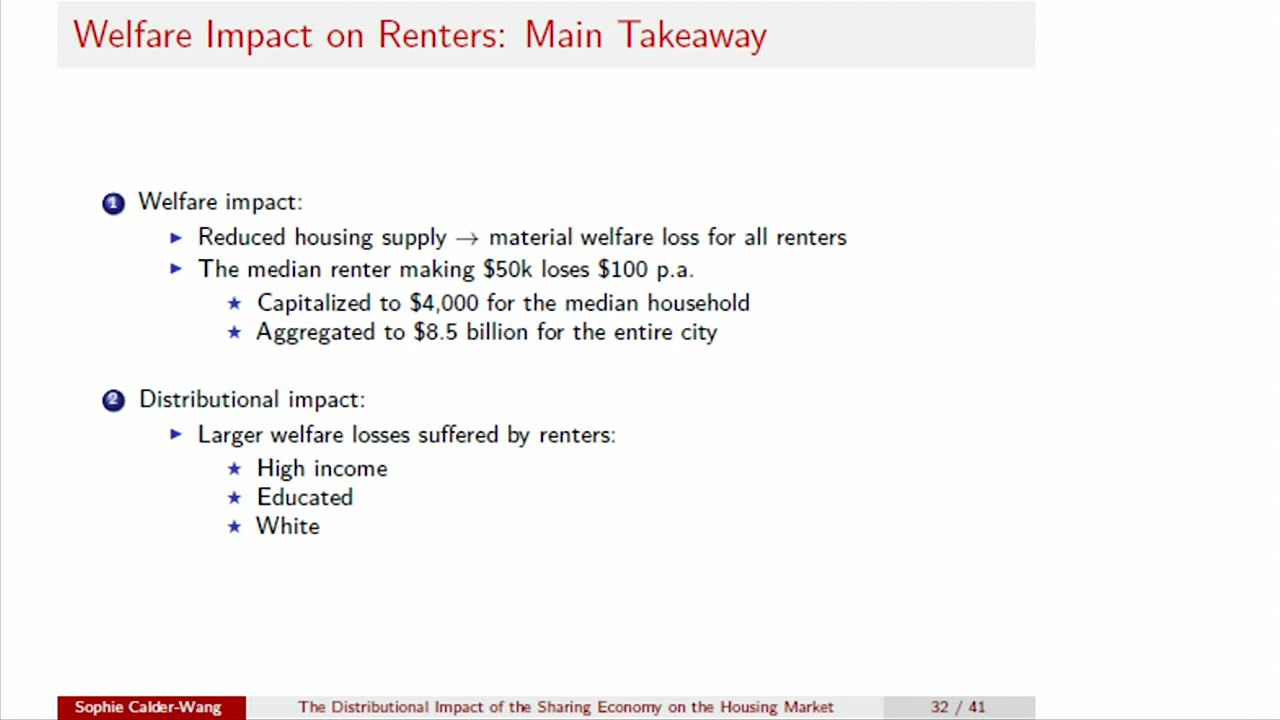 Welfare Impact on Renters: Main Takeaway
1 Welfare impact:
► Reduced housing supply → material welfare loss for all renters
► The median renter making $50k loses $100 p.a.
★ Capitalized to $4,000 for the median household
★ Aggregated to $8.5 billion for the entire city
2 Distributional impact:
► Larger welfare losses suffered by renters:
★ High income
★ Educated
★ White
Sophie Calder-Wang The Distributional Impact of the Sharing Economy on the Housing Market 32 / 41